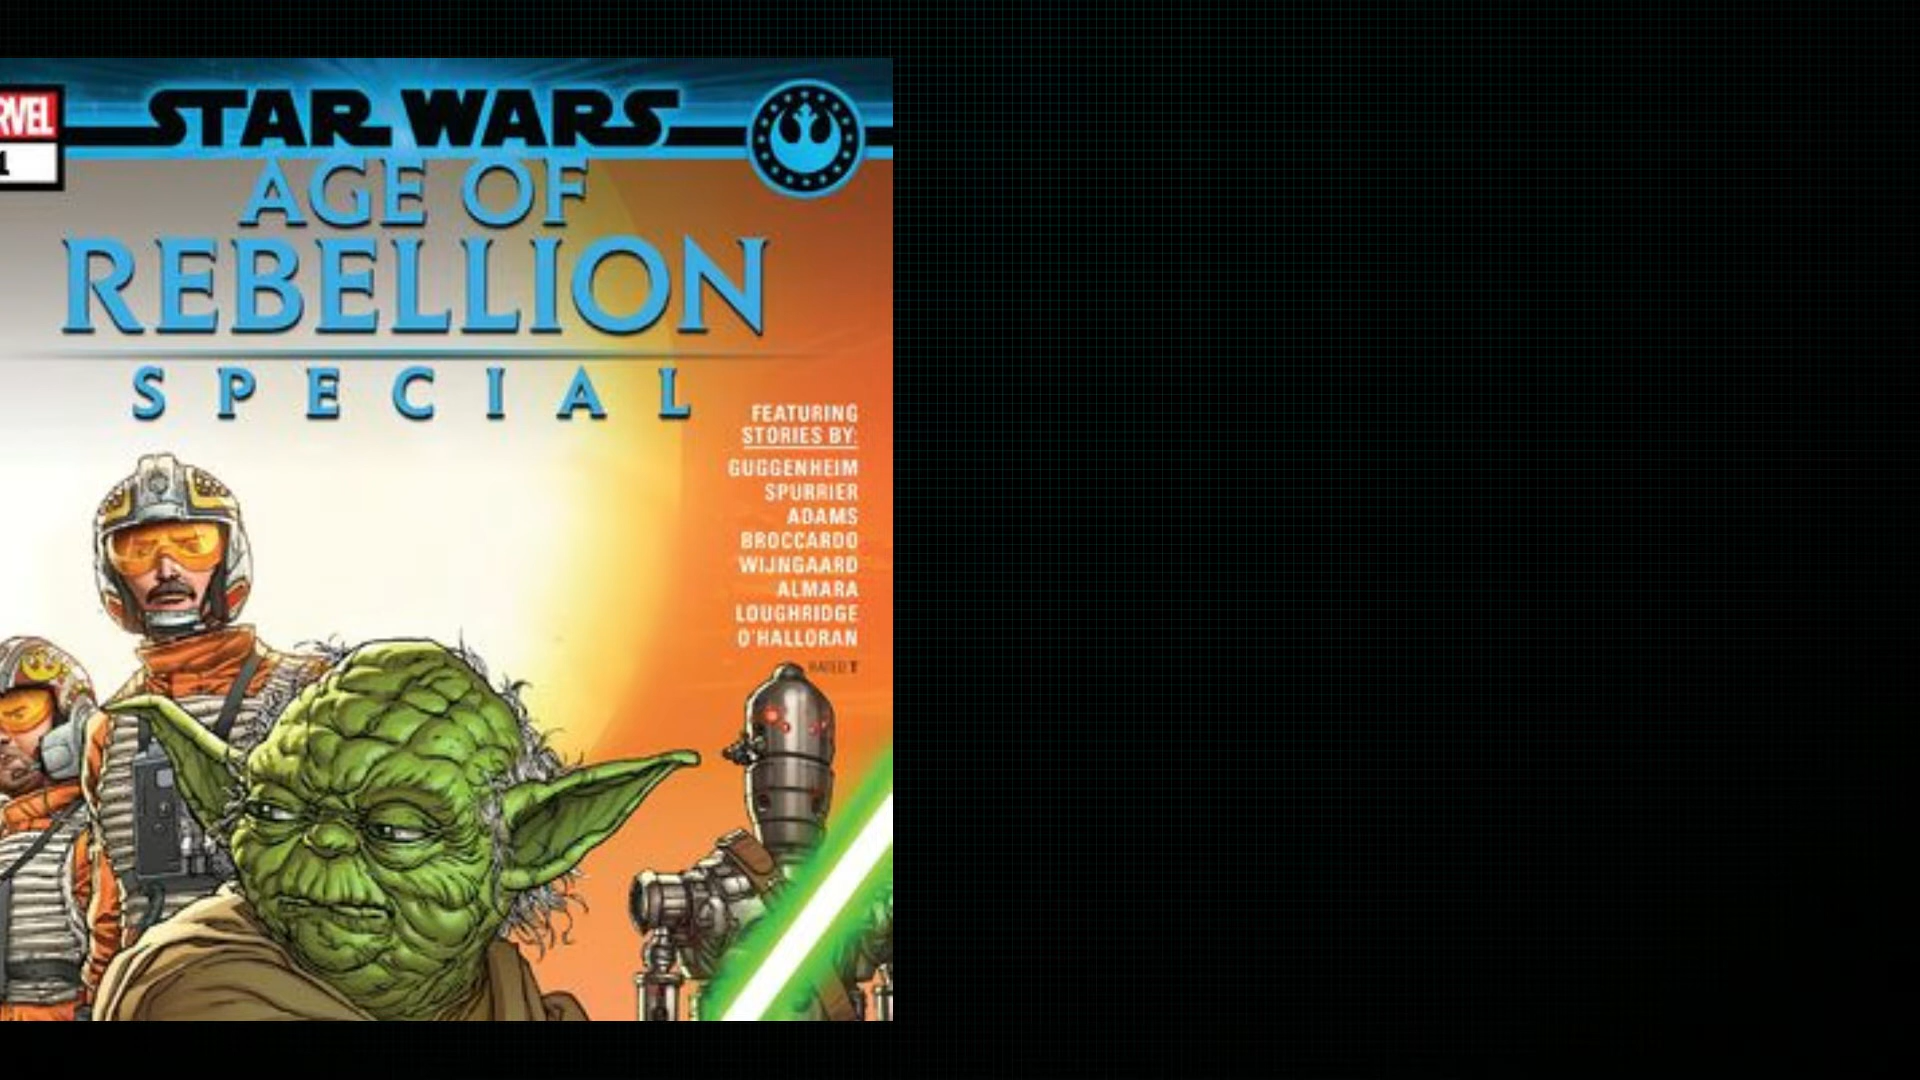 RVEL
1
STAR WARS
AGE OF
REBELLION
SPECIAL
FEATURING
STORIES BY:
GUGGENHEIM
SPURRIER
ADAMS
BROCCARDO
WIJNGAARD
ALMARA
LOUGHRIDGE
O'HALLORAN
RATED T